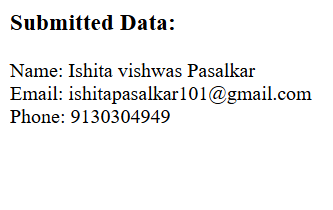 Submitted Data:
Name: Ishita vishwas Pasalkar
Email: ishitapasalkar101@gmail.com
Phone: 9130304949